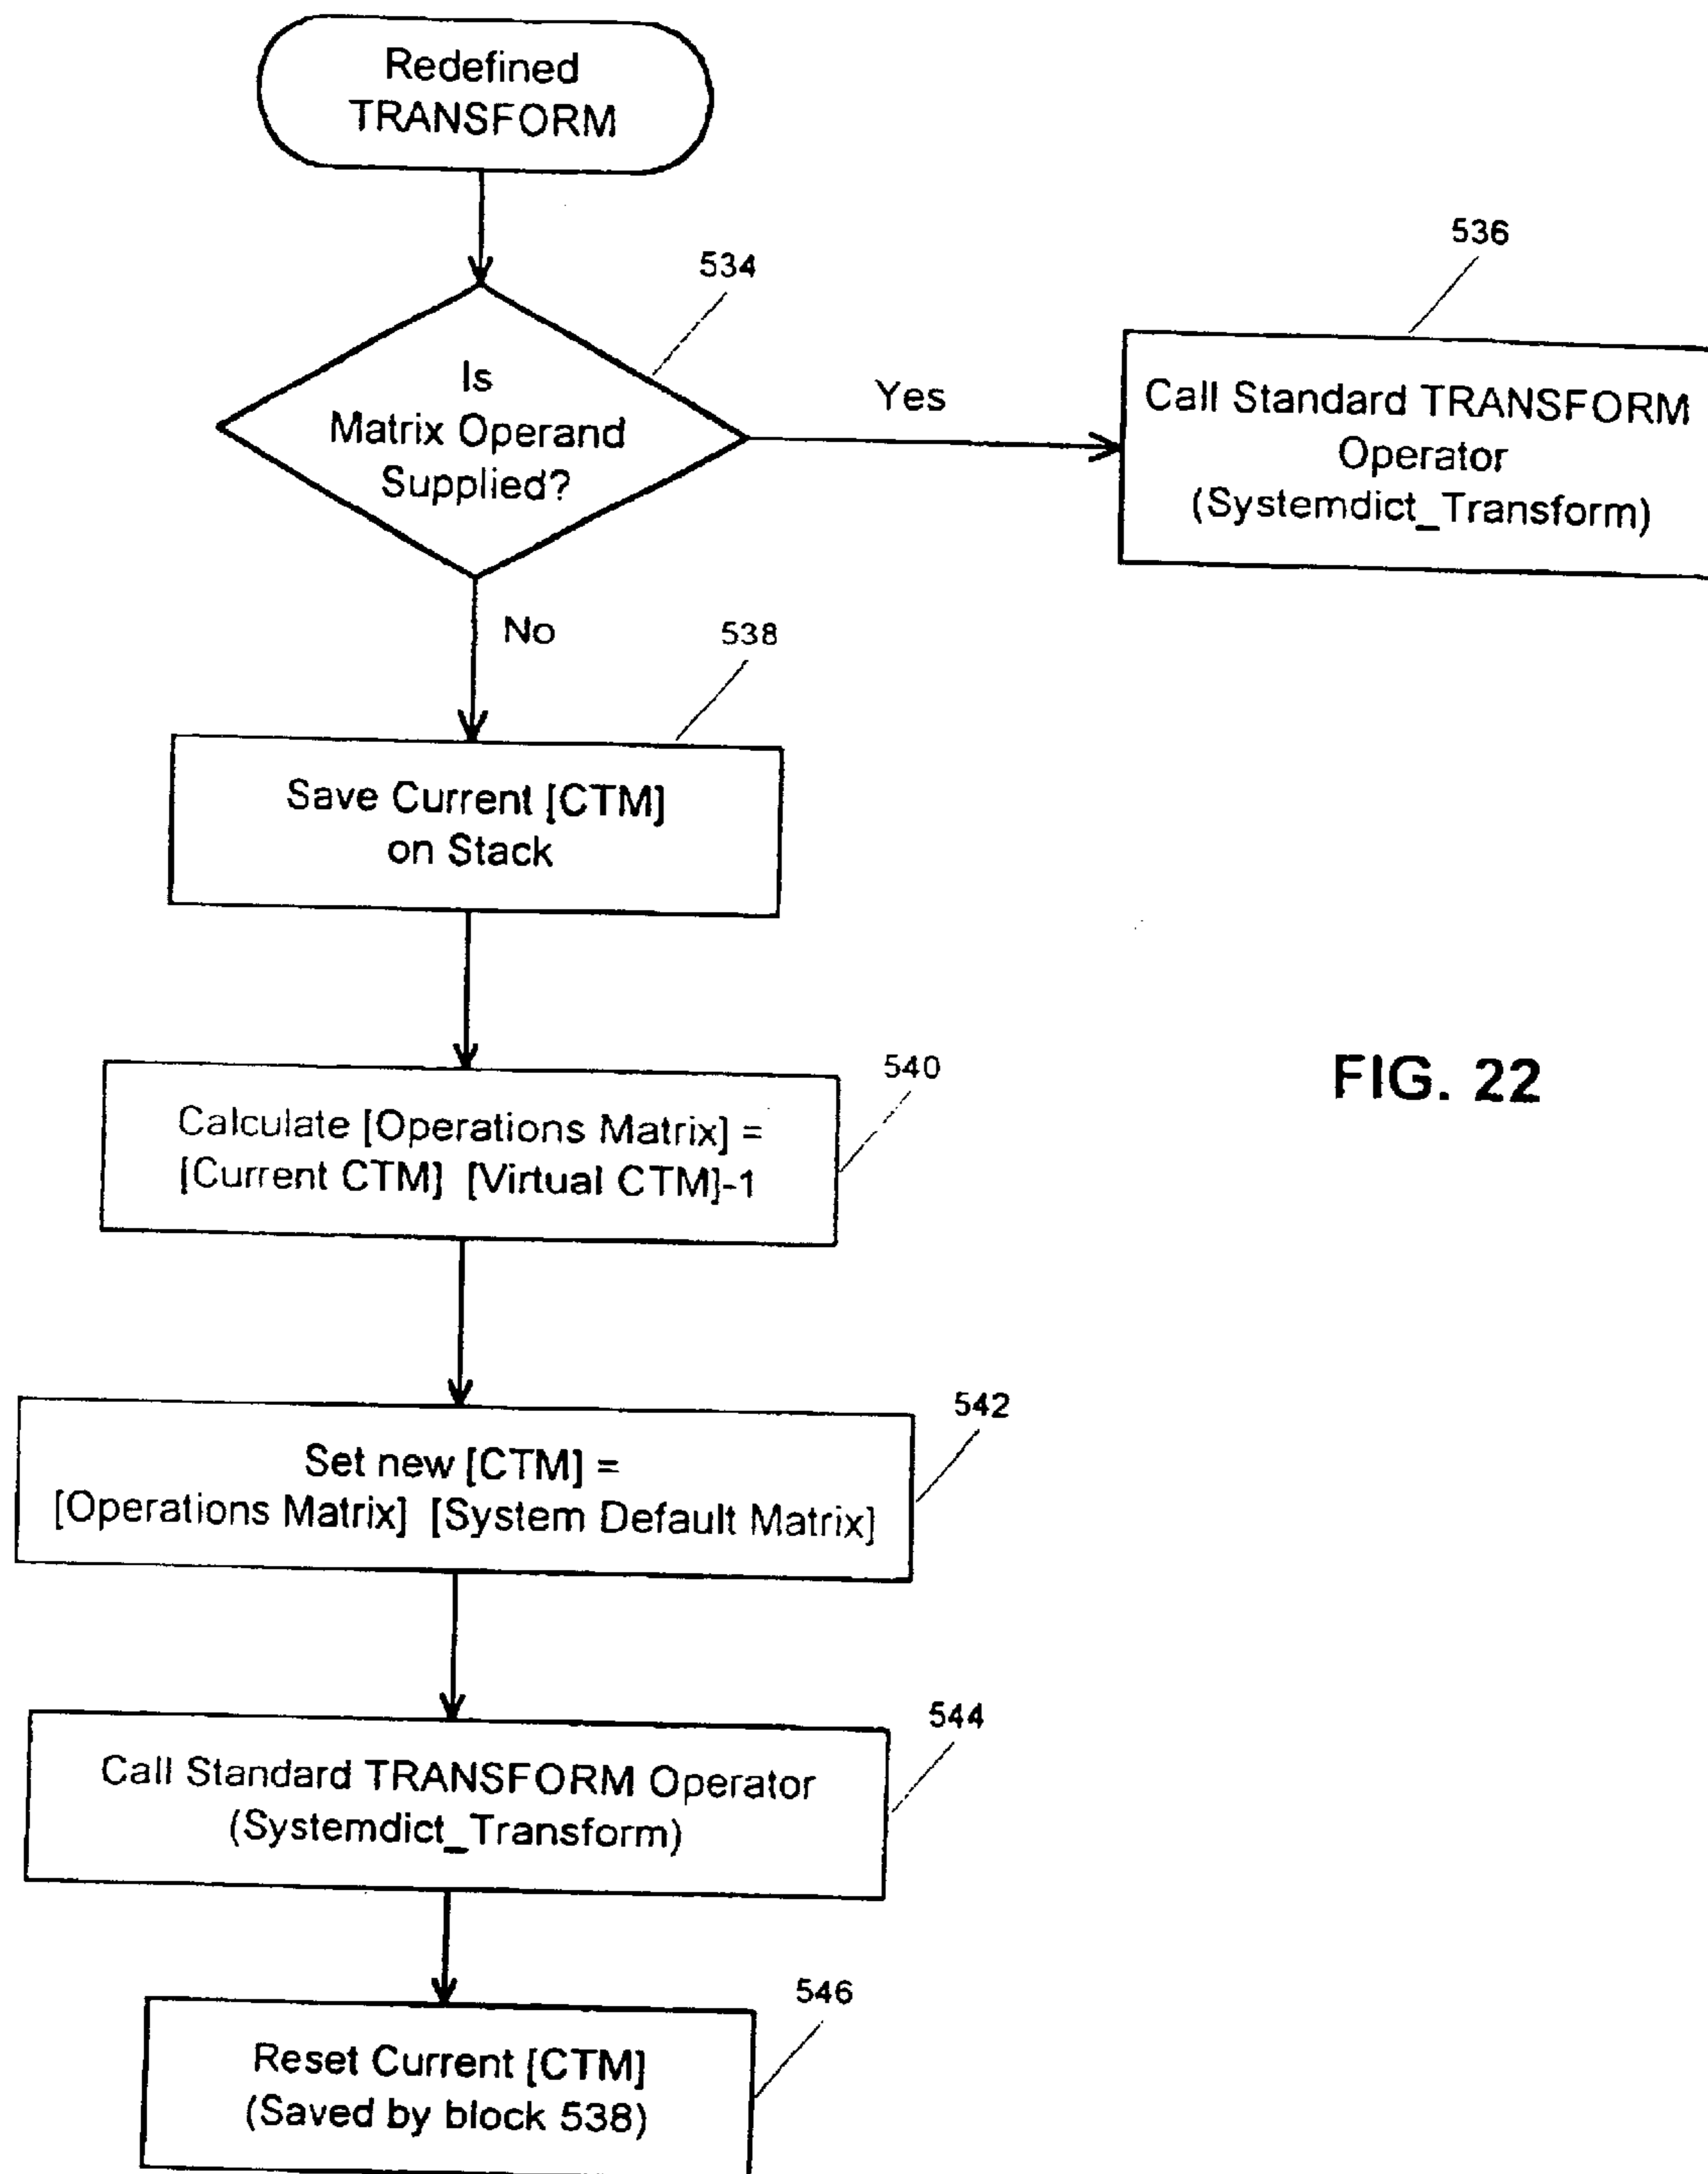 Redefined
TRANSFORM
534
Is
Matrix Operand
Supplied?
Yes
536
Call Standard TRANSFORM
Operator
(Systemdict_Transform)
No
538
Save Current [CTM]
on Stack
540
Calculate [Operations Matrix] =
[Current CTM] [Virtual CTM]-1
FIG. 22
542
Set new [CTM] =
[Operations Matrix] [System Default Matrix]
544
Call Standard TRANSFORM Operator
(Systemdict_Transform)
546
Reset Current [CTM]
(Saved by block 538)